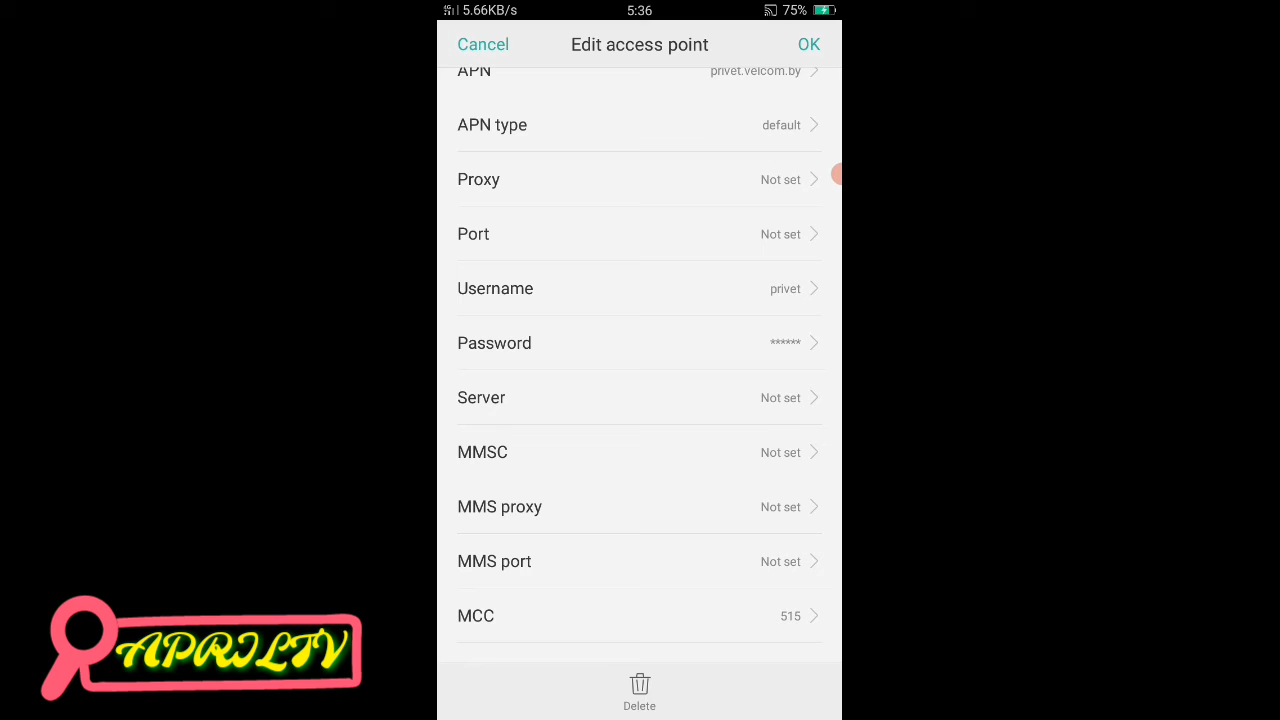 4G 5.66KB/s 5:36 75%
Cancel Edit access point OK
APN privet.velcom.by
APN type default
Proxy Not set
Port Not set
Username privet
Password ******
Server Not set
MMSC Not set
MMS proxy Not set
MMS port Not set
MCC 515
Delete
APRILTV